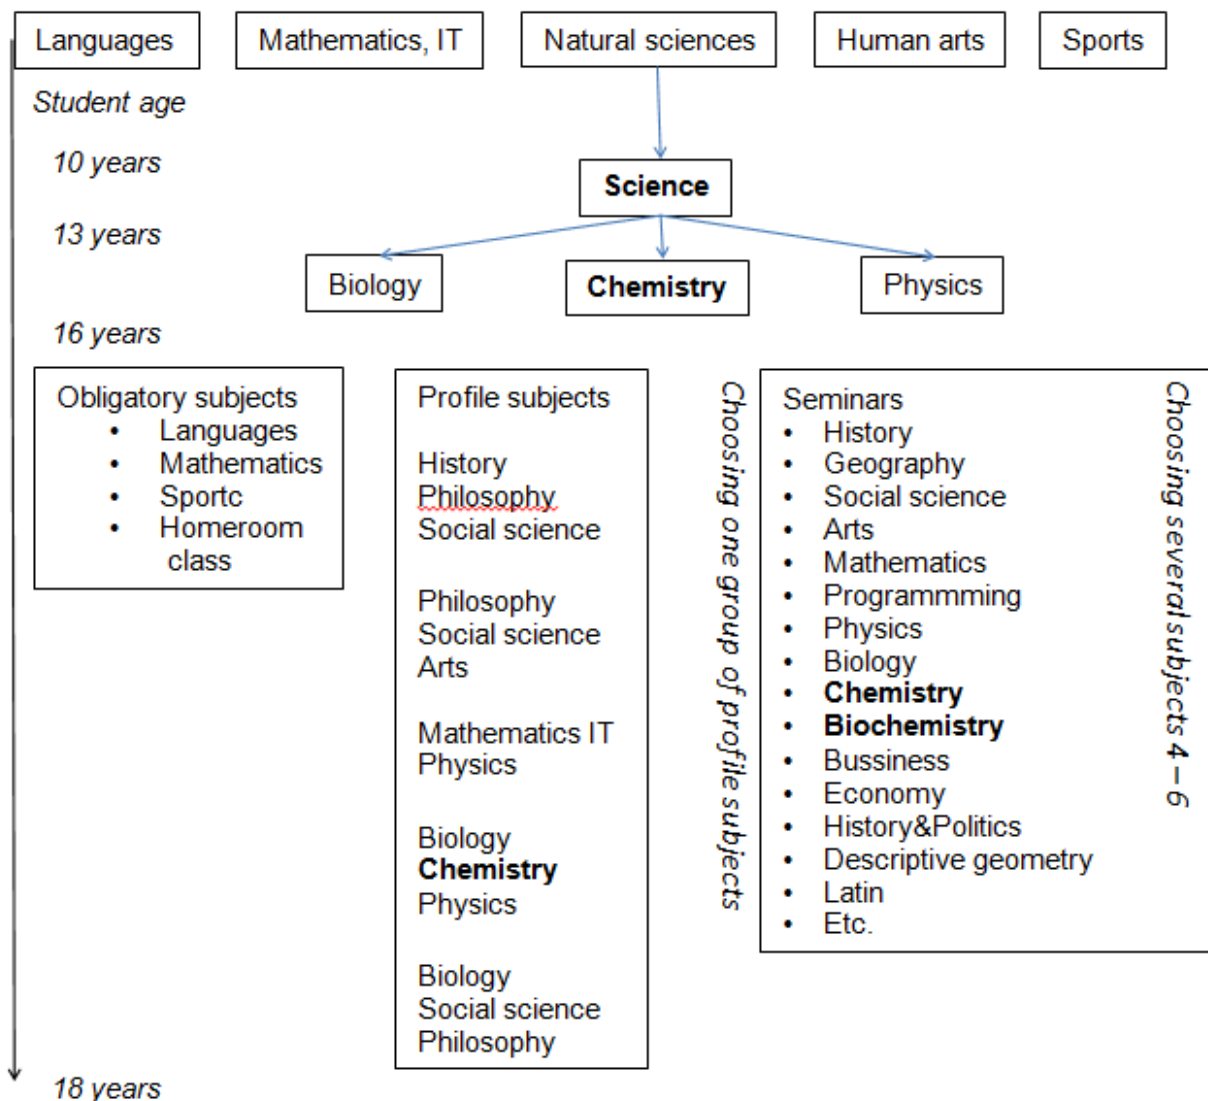 Languages
Mathematics, IT
Natural sciences
Human arts
Sports
Student age
10 years
Science
13 years
Biology
Chemistry
Physics
16 years
Obligatory subjects
• Languages
• Mathematics
• Sportc
• Homeroom
class
Profile subjects
History
Philosophy
Social science
Philosophy
Social science
Arts
Mathematics IT
Physics
Biology
Chemistry
Physics
Biology
Social science
Philosophy
Choosing one group of profile subjects
Seminars
• History
• Geography
• Social science
• Arts
• Mathematics
• Programmming
• Physics
• Biology
• Chemistry
• Biochemistry
• Bussiness
• Economy
• History&Politics
• Descriptive geometry
• Latin
• Etc.
Choosing several subjects 4 – 6
18 years